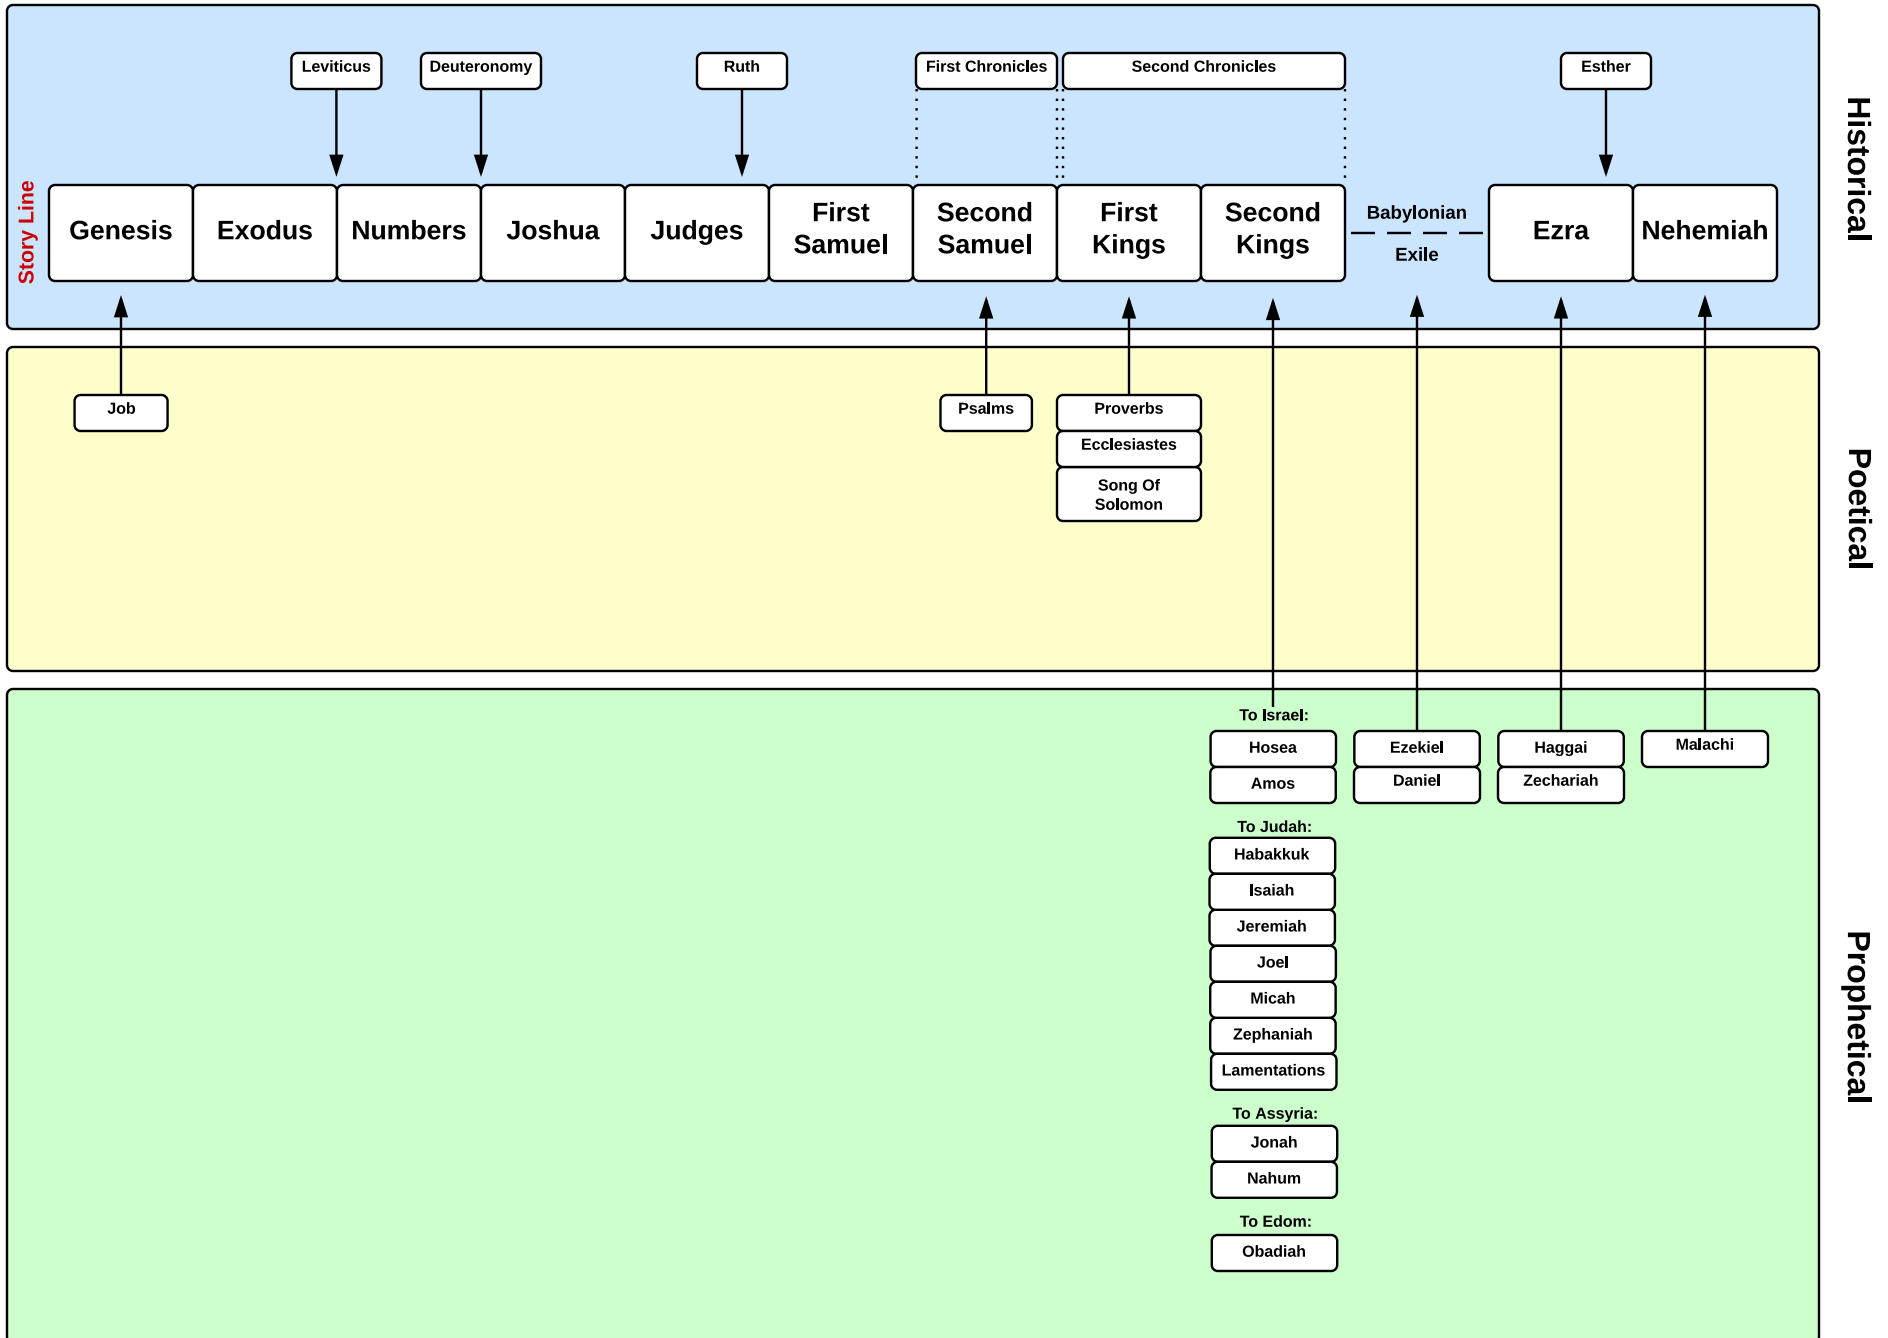 Leviticus
Deuteronomy
Ruth
First Chronicles
Second Chronicles
Esther
Historical
Story Line
Genesis
Exodus
Numbers
Joshua
Judges
First
Samuel
Second
Samuel
First
Kings
Second
Kings
Babylonian
Exile
Ezra
Nehemiah
Job
Psalms
Proverbs
Ecclesiastes
Song Of
Solomon
Poetical
To Israel:
Hosea
Amos
To Judah:
Habakkuk
Isaiah
Jeremiah
Joel
Micah
Zephaniah
Lamentations
To Assyria:
Jonah
Nahum
To Edom:
Obadiah
Ezekiel
Daniel
Haggai
Zechariah
Malachi
Prophetical